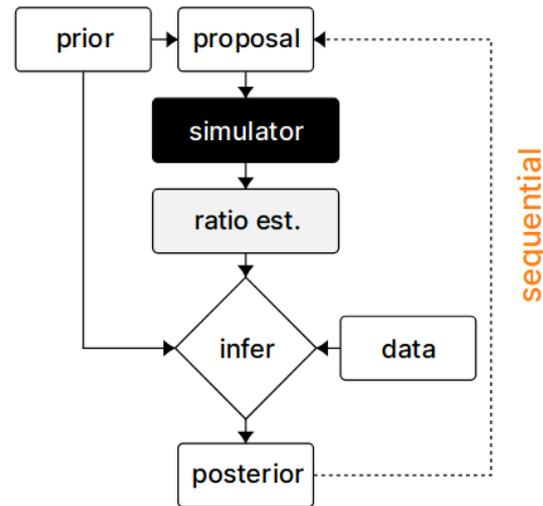 prior
proposal
simulator
ratio est.
infer
data
posterior
sequential